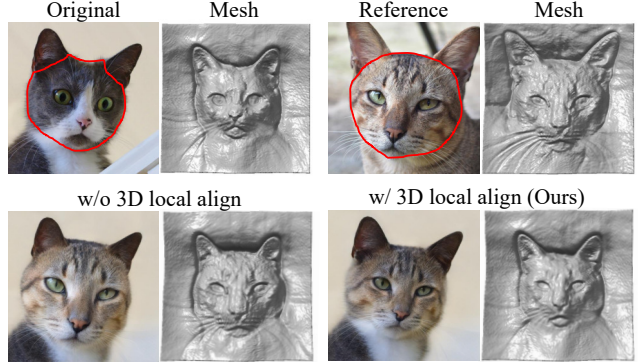 Original Mesh Reference Mesh
w/o 3D local align w/ 3D local align (Ours)